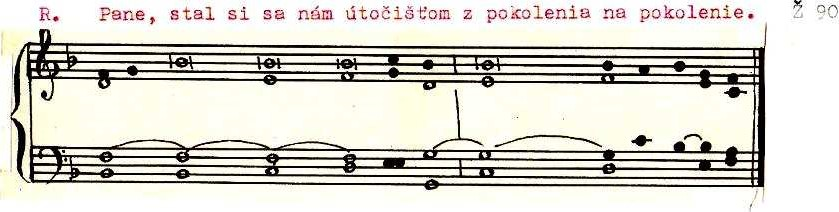 R. Pane, stal si sa nám útočišťom z pokolenia na pokolenie. Ž 90